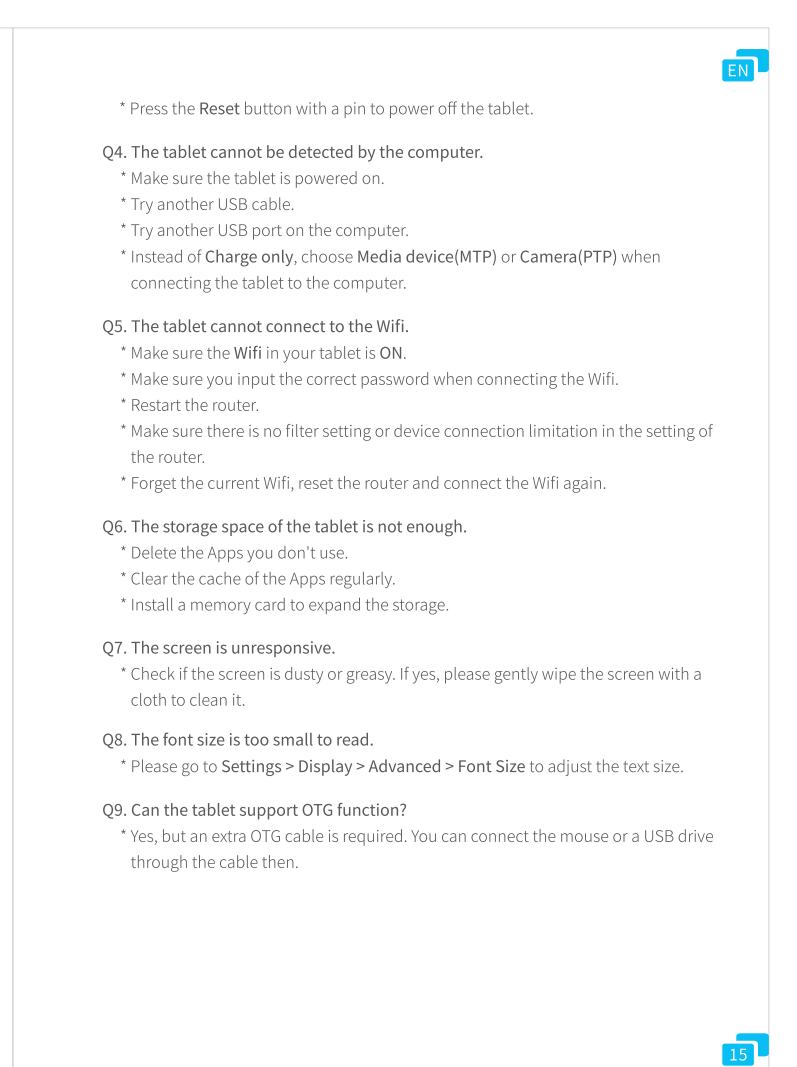 EN
* Press the Reset button with a pin to power off the tablet.
Q4. The tablet cannot be detected by the computer.
* Make sure the tablet is powered on.
* Try another USB cable.
* Try another USB port on the computer.
* Instead of Charge only, choose Media device(MTP) or Camera(PTP) when
connecting the tablet to the computer.
Q5. The tablet cannot connect to the Wifi.
* Make sure the Wifi in your tablet is ON.
* Make sure you input the correct password when connecting the Wifi.
* Restart the router.
* Make sure there is no filter setting or device connection limitation in the setting of
the router.
* Forget the current Wifi, reset the router and connect the Wifi again.
Q6. The storage space of the tablet is not enough.
* Delete the Apps you don't use.
* Clear the cache of the Apps regularly.
* Install a memory card to expand the storage.
Q7. The screen is unresponsive.
* Check if the screen is dusty or greasy. If yes, please gently wipe the screen with a
cloth to clean it.
Q8. The font size is too small to read.
* Please go to Settings > Display > Advanced > Font Size to adjust the text size.
Q9. Can the tablet support OTG function?
* Yes, but an extra OTG cable is required. You can connect the mouse or a USB drive
through the cable then.
15